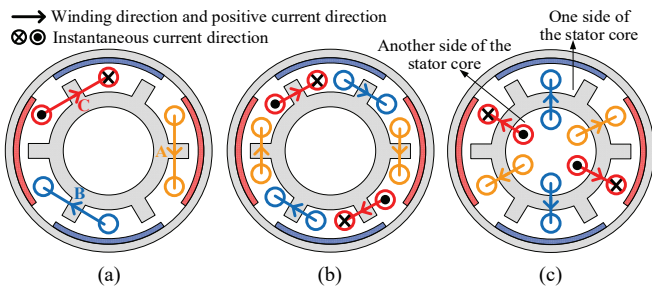 Winding direction and positive current direction
Instantaneous current direction
One side of
the stator core
Another side of the
stator core
C
A
B
(a)
(b)
(c)